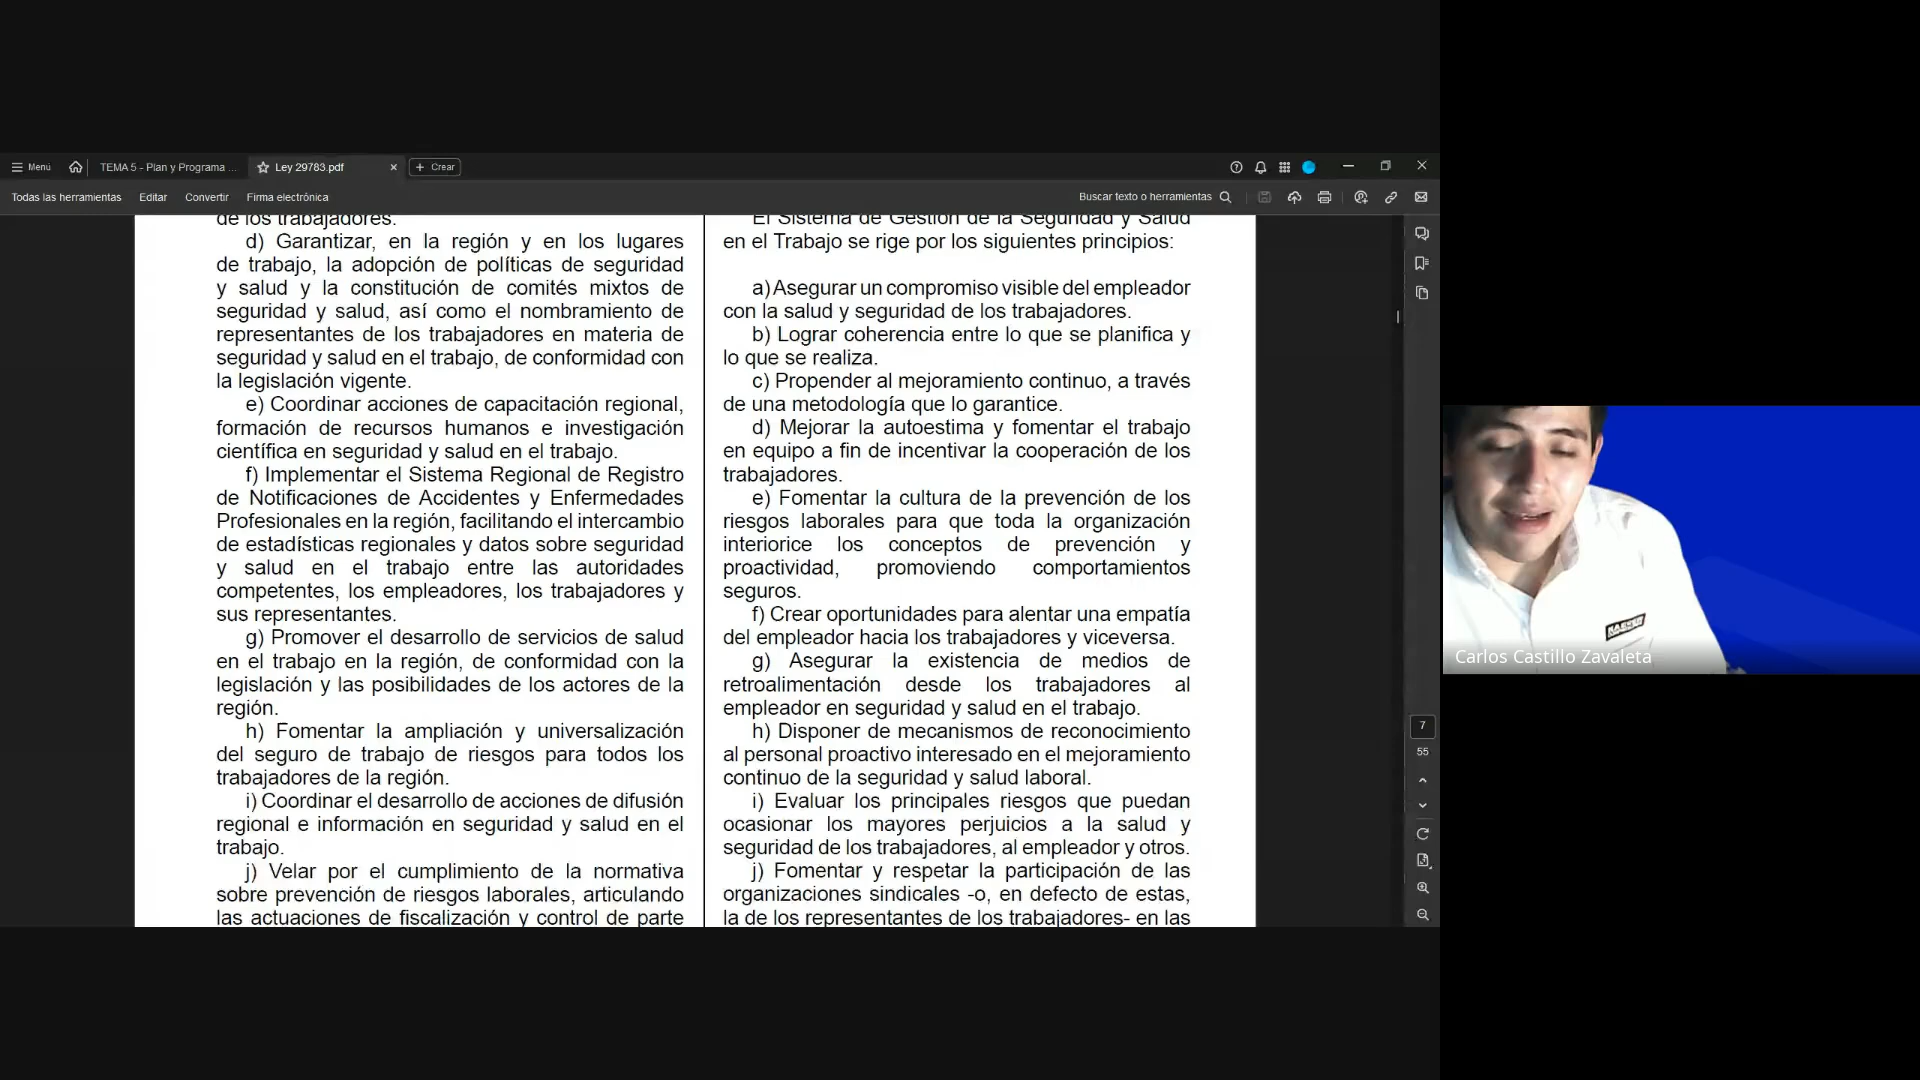 Menú
TEMA 5 - Plan y Programa ...
Ley 29783.pdf
Crear
Todas las herramientas
Editar
Convertir
Firma electrónica
Buscar texto o herramientas
de los trabajadores.
d) Garantizar, en la región y en los lugares
de trabajo, la adopción de políticas de seguridad
y salud y la constitución de comités mixtos de
seguridad y salud, así como el nombramiento de
representantes de los trabajadores en materia de
seguridad y salud en el trabajo, de conformidad con
la legislación vigente.
e) Coordinar acciones de capacitación regional,
formación de recursos humanos e investigación
científica en seguridad y salud en el trabajo.
f) Implementar el Sistema Regional de Registro
de Notificaciones de Accidentes y Enfermedades
Profesionales en la región, facilitando el intercambio
de estadísticas regionales y datos sobre seguridad
y salud en el trabajo entre las autoridades
competentes, los empleadores, los trabajadores y
sus representantes.
g) Promover el desarrollo de servicios de salud
en el trabajo en la región, de conformidad con la
legislación y las posibilidades de los actores de la
región.
h) Fomentar la ampliación y universalización
del seguro de trabajo de riesgos para todos los
trabajadores de la región.
i) Coordinar el desarrollo de acciones de difusión
regional e información en seguridad y salud en el
trabajo.
j) Velar por el cumplimiento de la normativa
sobre prevención de riesgos laborales, articulando
las actuaciones de fiscalización y control de parte
El Sistema de Gestión de la Seguridad y Salud
en el Trabajo se rige por los siguientes principios:
a) Asegurar un compromiso visible del empleador
con la salud y seguridad de los trabajadores.
b) Lograr coherencia entre lo que se planifica y
lo que se realiza.
c) Propender al mejoramiento continuo, a través
de una metodología que lo garantice.
d) Mejorar la autoestima y fomentar el trabajo
en equipo a fin de incentivar la cooperación de los
trabajadores.
e) Fomentar la cultura de la prevención de los
riesgos laborales para que toda la organización
interiorice los conceptos de prevención y
proactividad, promoviendo comportamientos
seguros.
f) Crear oportunidades para alentar una empatía
del empleador hacia los trabajadores y viceversa.
g) Asegurar la existencia de medios de
retroalimentación desde los trabajadores al
empleador en seguridad y salud en el trabajo.
h) Disponer de mecanismos de reconocimiento
al personal proactivo interesado en el mejoramiento
continuo de la seguridad y salud laboral.
i) Evaluar los principales riesgos que puedan
ocasionar los mayores perjuicios a la salud y
seguridad de los trabajadores, al empleador y otros.
j) Fomentar y respetar la participación de las
organizaciones sindicales -o, en defecto de estas,
la de los representantes de los trabajadores- en las
7
55
Carlos Castillo Zavaleta